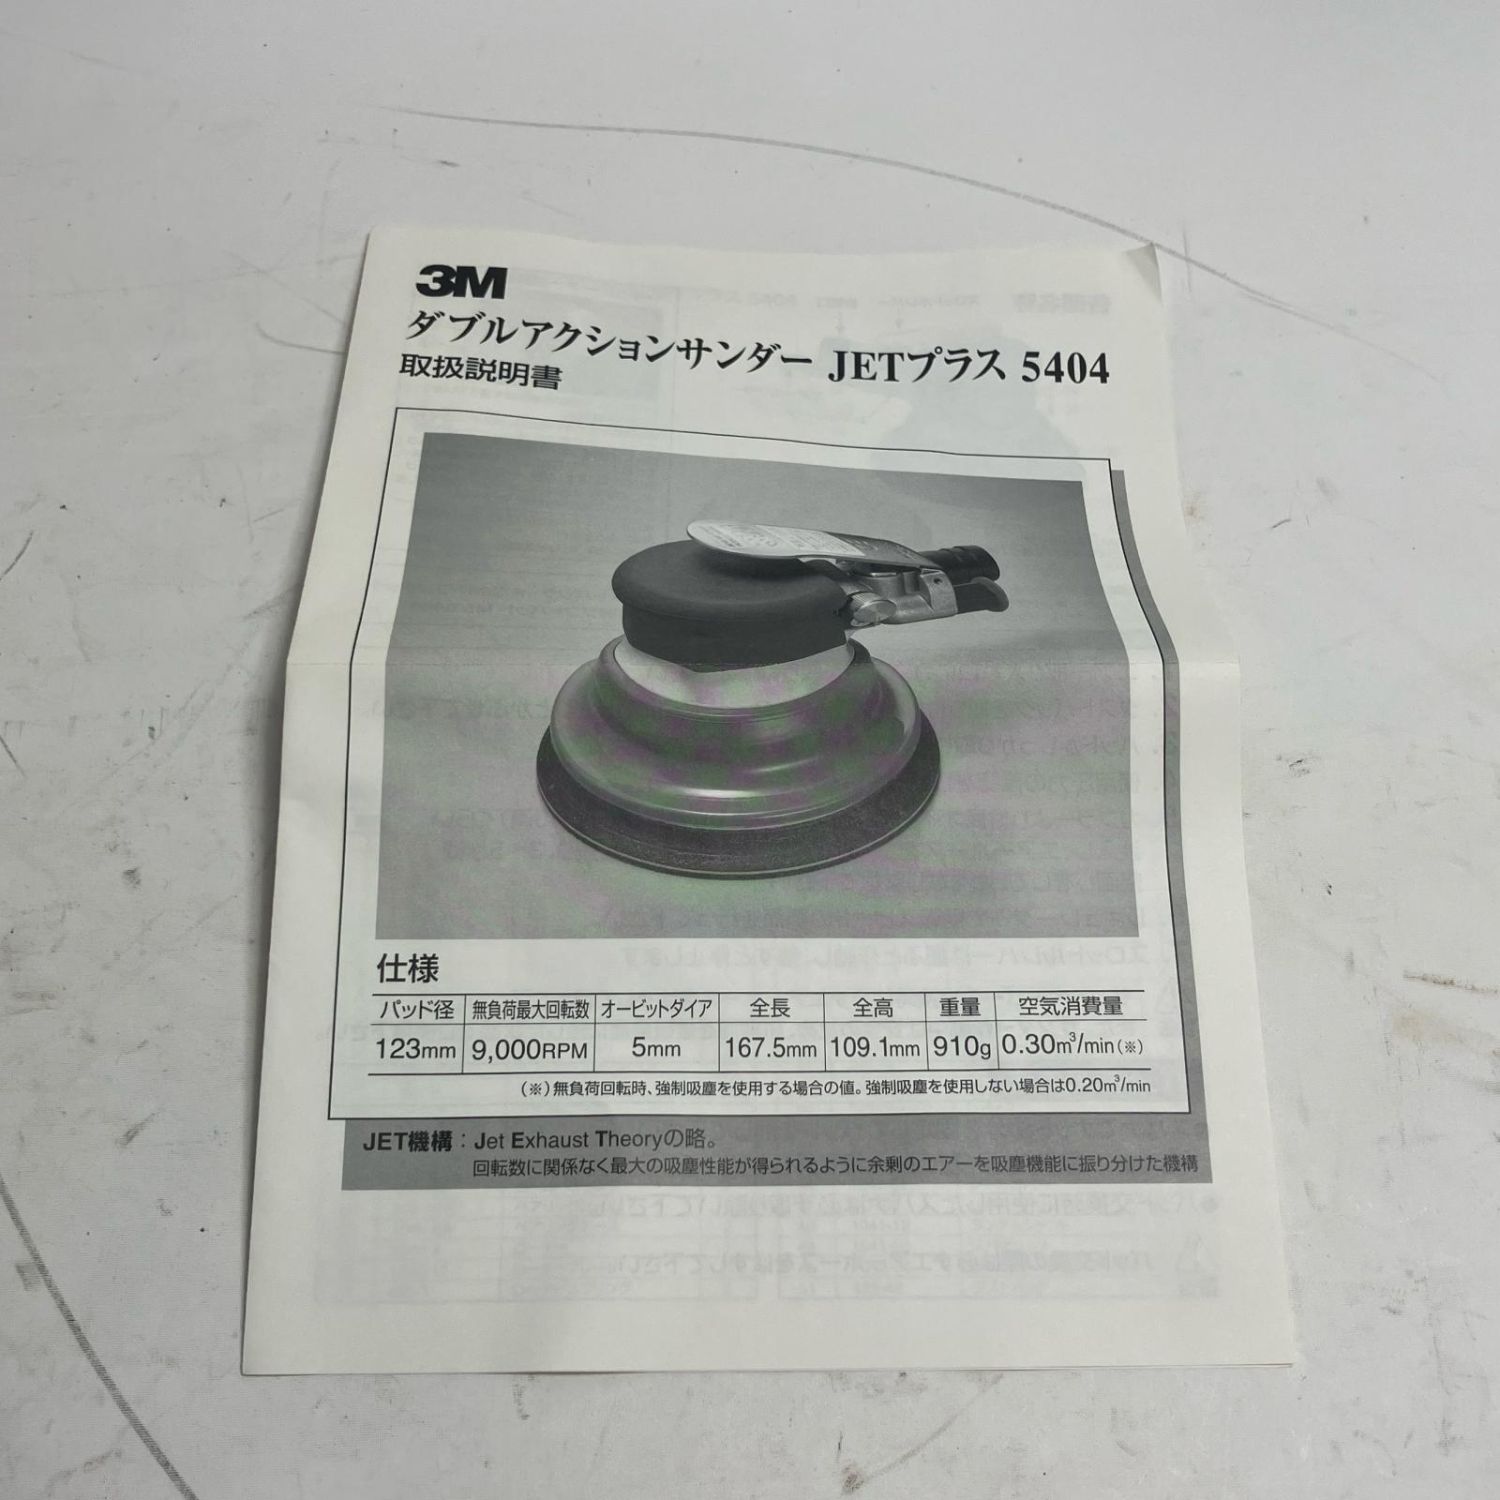 3M
ダブルアクションサンダー JETプラス 5404
取扱説明書
仕様
パッド径 無負荷最大回転数 オービットダイア 全長 全高 重量 空気消費量
123mm 9,000RPM 5mm 167.5mm 109.1mm 910g 0.30m³/min(※)
(※)無負荷回転時、強制吸塵を使用する場合の値。強制吸塵を使用しない場合は0.20m³/min
JET機構：Jet Exhaust Theoryの略。
回転数に関係なく最大の吸塵性能が得られるように余剰のエアーを吸塵機能に振り分けた機構